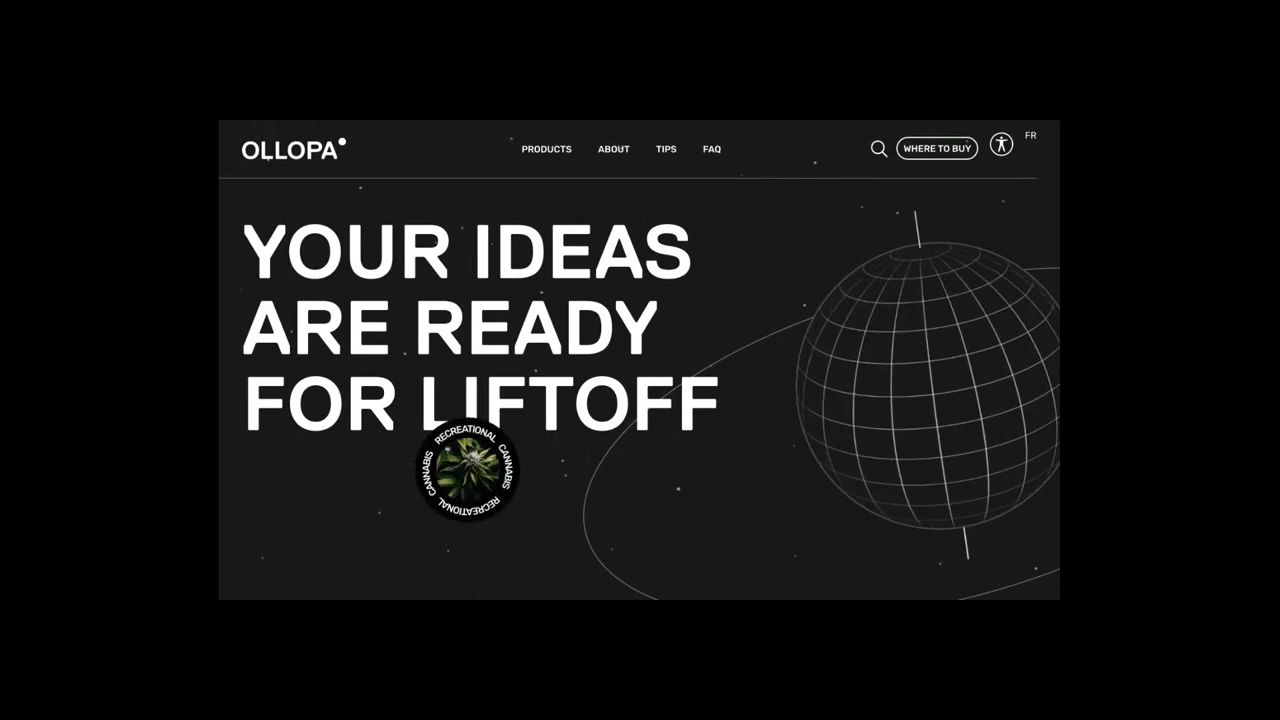 OLLOPA
PRODUCTS ABOUT TIPS FAQ
WHERE TO BUY
FR
YOUR IDEAS
ARE READY
FOR LIFTOFF
RECREATIONAL CANNABIS RECREATIONAL CANNABIS